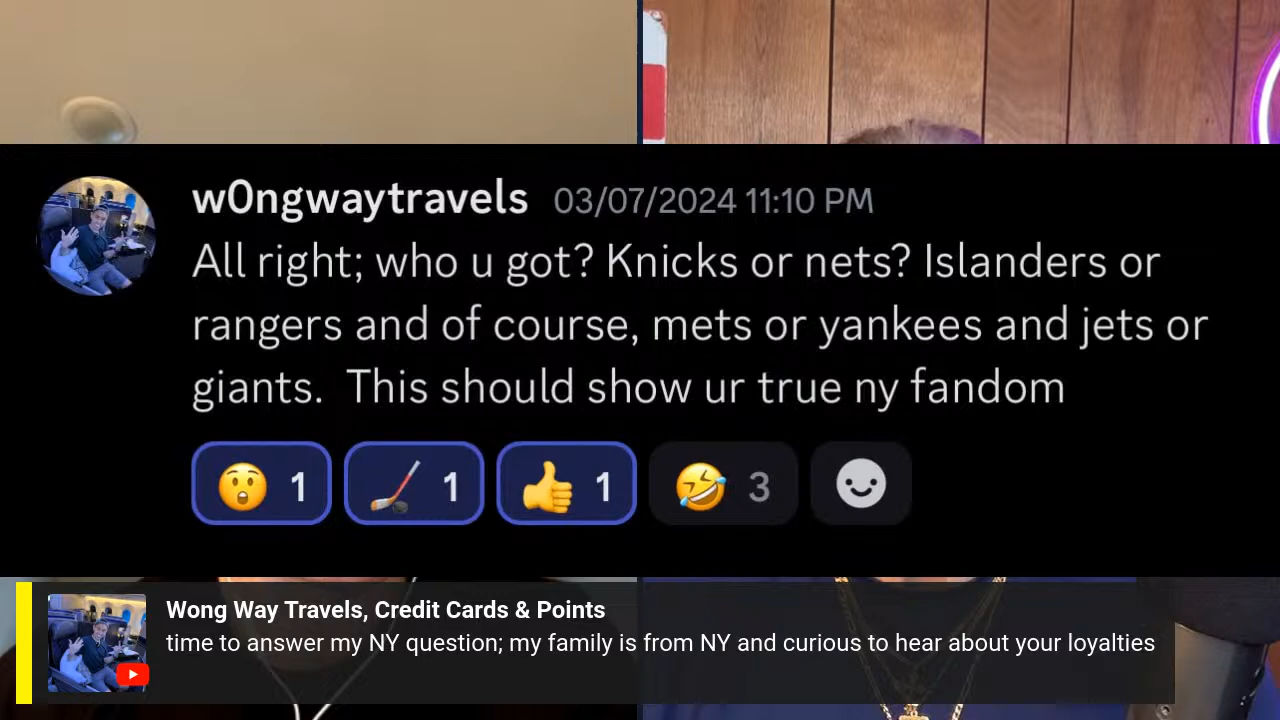 w0ngwaytravels 03/07/2024 11:10 PM
All right; who u got? Knicks or nets? Islanders or
rangers and of course, mets or yankees and jets or
giants.  This should show ur true ny fandom
1 1 1 3
Wong Way Travels, Credit Cards & Points
time to answer my NY question; my family is from NY and curious to hear about your loyalties